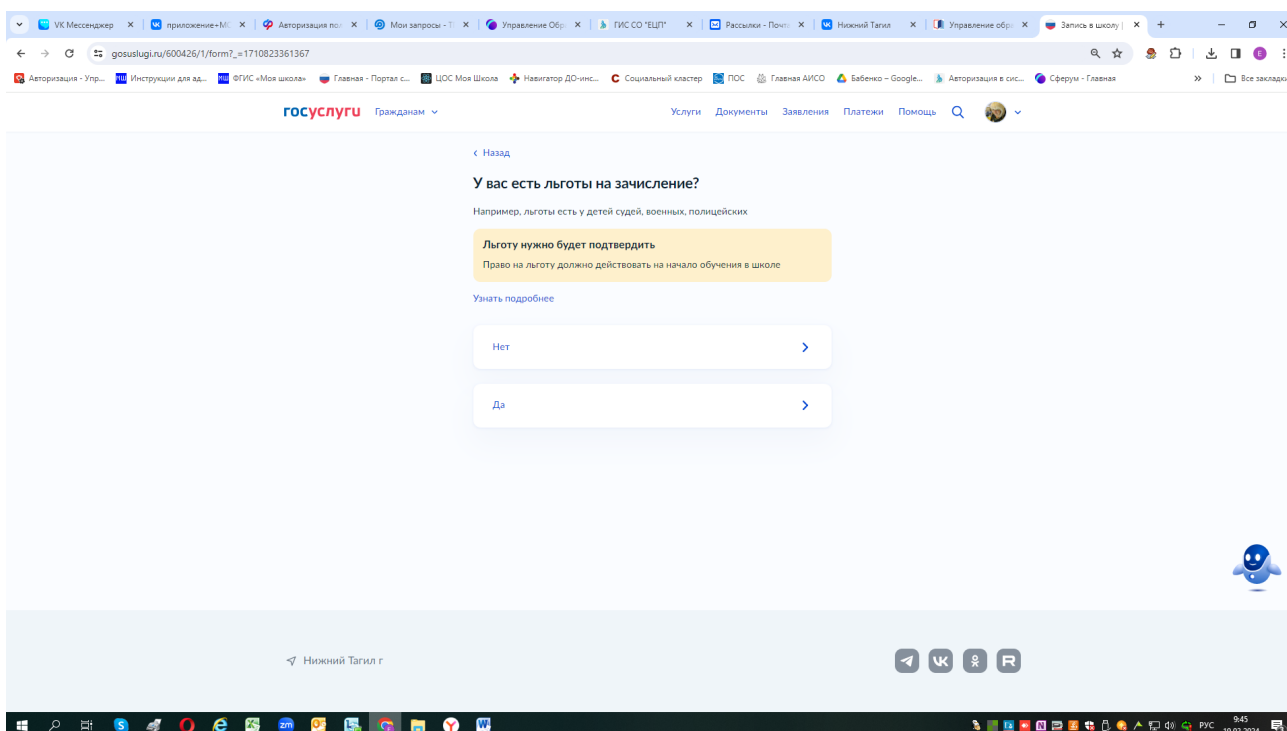 VK Мессенджер
приложение+М
Авторизация пол
Мои запросы - П
Управление Обр
ГИС СО "ЕЦП"
Рассылки - Почт
Нижний Тагил
Управление обр
Запись в школу |
gosuslugi.ru/600426/1/form?_=1710823361367
Авторизация - Упр...
Инструкции для ад...
ФГИС «Моя школа»
Главная - Портал с...
ЦОС Моя Школа
Навигатор ДО-инс...
Социальный кластер
ПОС
Главная АИСО
Бабенко – Google...
Авторизация в сис...
Сферум - Главная
Все закладки
госуслуги Гражданам
Услуги Документы Заявления Платежи Помощь
Назад
У вас есть льготы на зачисление?
Например, льготы есть у детей судей, военных, полицейских
Льготу нужно будет подтвердить
Право на льготу должно действовать на начало обучения в школе
Узнать подробнее
Нет
Да
Нижний Тагил г
РУС
9:45
19.03.2024